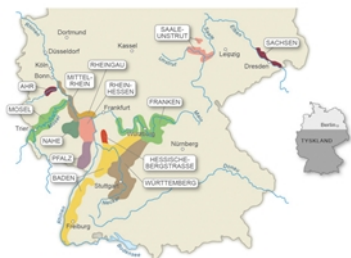 Dortmund
Düsseldorf
Kassel
SAALE-
UNSTRUT
Leipzig
SACHSEN
Dresden
Köln
Bonn
RHEINGAU
MITTEL-
RHEIN
RHEIN-
HESSEN
AHR
Frankfurt
FRANKEN
MOSEL
Trier
Würzburg
NAHE
Nürnberg
PFALZ
HESSISCHE-
BERGSTRASSE
BADEN
Stuttgart
WÜRTTEMBERG
Freiburg
Berlin
TYSKLAND